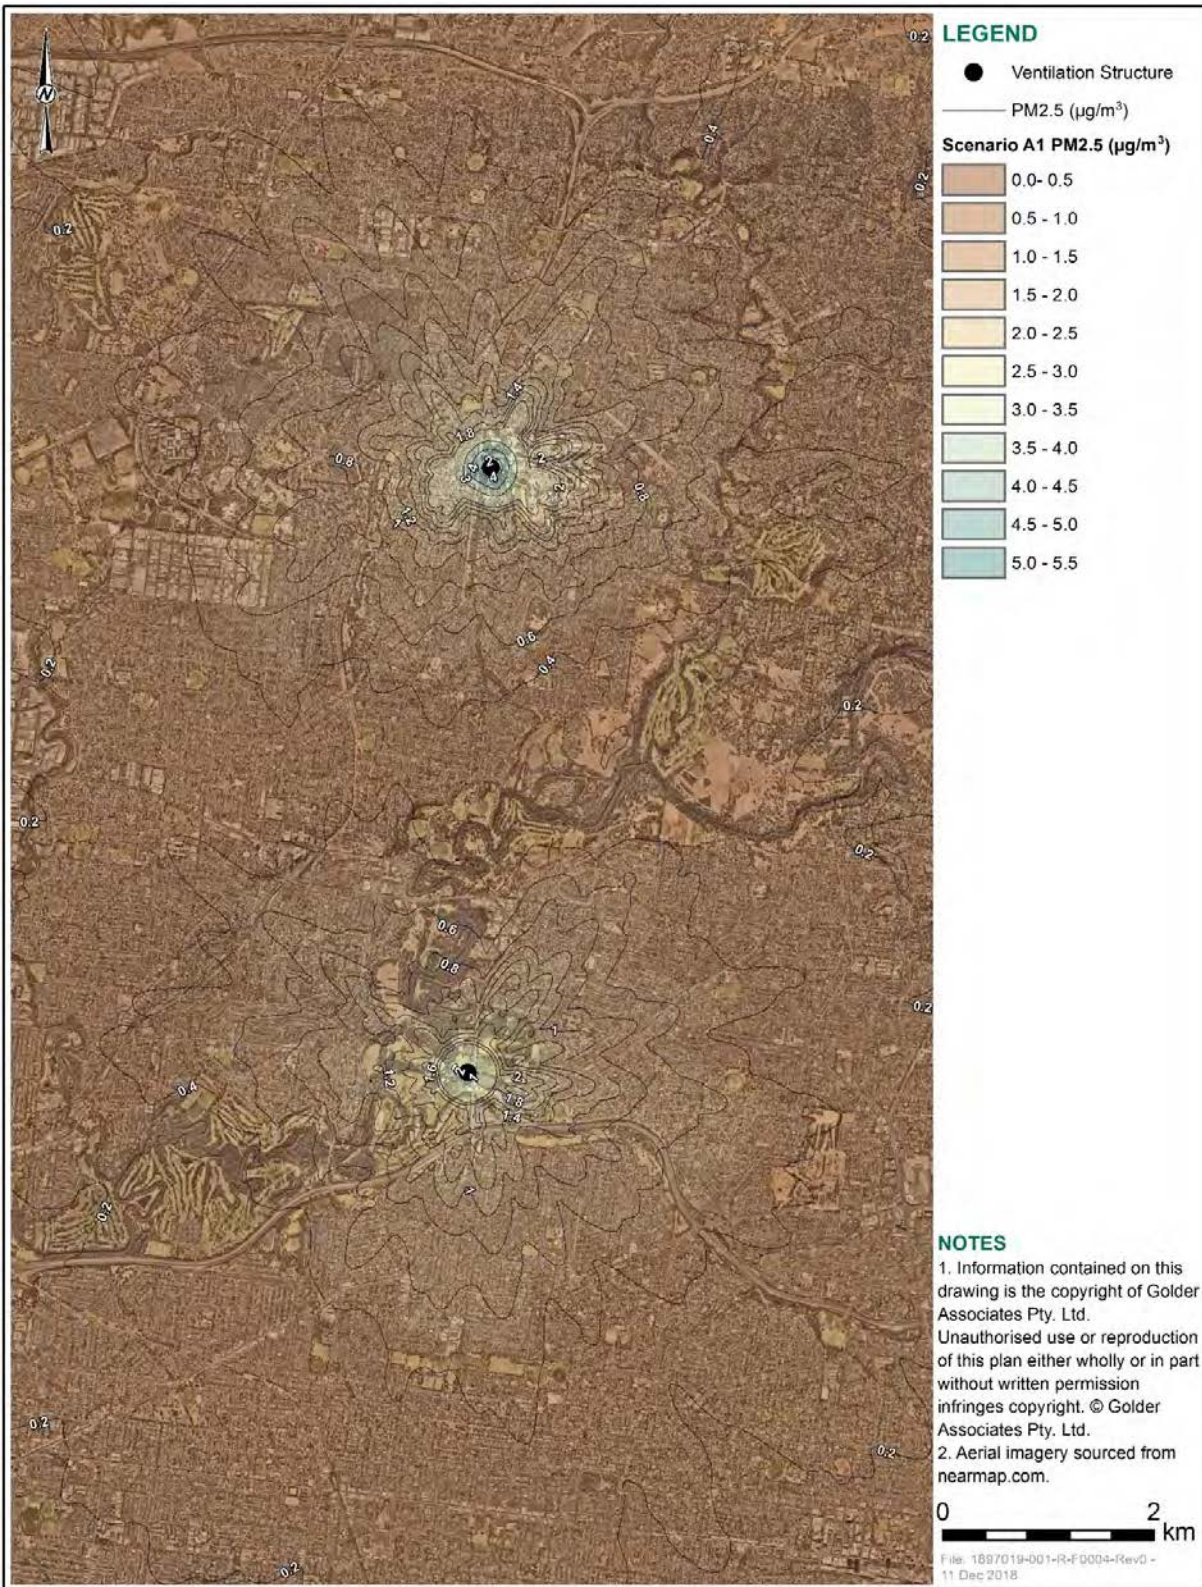 LEGEND
Ventilation Structure
PM2.5 (µg/m³)
Scenario A1 PM2.5 (µg/m³)
0.0- 0.5
0.5 - 1.0
1.0 - 1.5
1.5 - 2.0
2.0 - 2.5
2.5 - 3.0
3.0 - 3.5
3.5 - 4.0
4.0 - 4.5
4.5 - 5.0
5.0 - 5.5
N
0.2
0.4
0.2
0.2
1.4
1.8
0.8
2
2
4
0.8
1.2
0.6
0.4
0.2
0.2
0.2
0.2
0.6
0.8
0.2
1
1.6
1.2
2
1.8
1.4
0.4
0.2
1
0.2
0.2
0.2
NOTES
1. Information contained on this
drawing is the copyright of Golder
Associates Pty. Ltd.
Unauthorised use or reproduction
of this plan either wholly or in part
without written permission
infringes copyright. © Golder
Associates Pty. Ltd.
2. Aerial imagery sourced from
nearmap.com.
0 2
km
File: 1897019-001-R-F0004-Rev0 -
11 Dec 2018